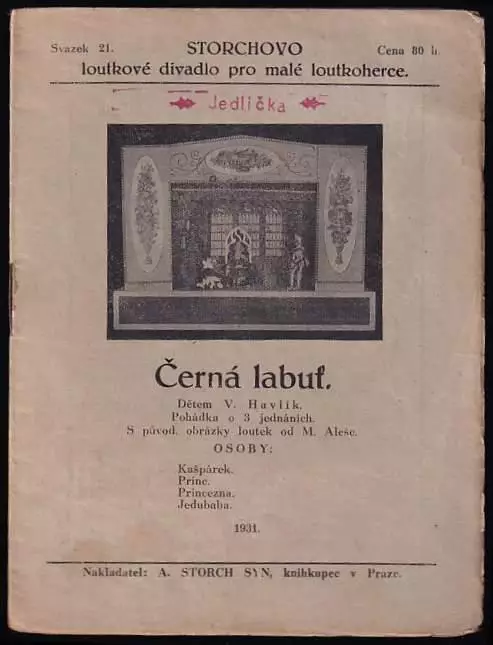 Svazek 21.
STORCHOVO
Cena 80 h.
loutkové divadlo pro malé loutkoherce.
Jedlička
Černá labuť.
Dětem V. Havlík.
Pohádka o 3 jednáních.
S původ. obrázky loutek od M. Aleše.
OSOBY:
Kašpárek.
Princ.
Princezna.
Jedubaba.
1931.
Nakladatel: A. STORCH SYN, knihkupec v Praze.